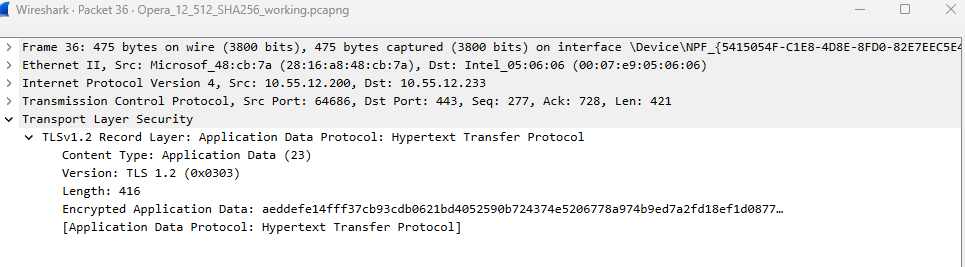 Wireshark · Packet 36 · Opera_12_512_SHA256_working.pcapng
Frame 36: 475 bytes on wire (3800 bits), 475 bytes captured (3800 bits) on interface \Device\NPF_{5415054F-C1E8-4D8E-8FD0-82E7EEC5E4
Ethernet II, Src: Microsof_48:cb:7a (28:16:a8:48:cb:7a), Dst: Intel_05:06:06 (00:07:e9:05:06:06)
Internet Protocol Version 4, Src: 10.55.12.200, Dst: 10.55.12.233
Transmission Control Protocol, Src Port: 64686, Dst Port: 443, Seq: 277, Ack: 728, Len: 421
Transport Layer Security
TLSv1.2 Record Layer: Application Data Protocol: Hypertext Transfer Protocol
Content Type: Application Data (23)
Version: TLS 1.2 (0x0303)
Length: 416
Encrypted Application Data: aeddefe14fff37cb93cdb0621bd4052590b724374e5206778a974b9ed7a2fd18ef1d0877…
[Application Data Protocol: Hypertext Transfer Protocol]